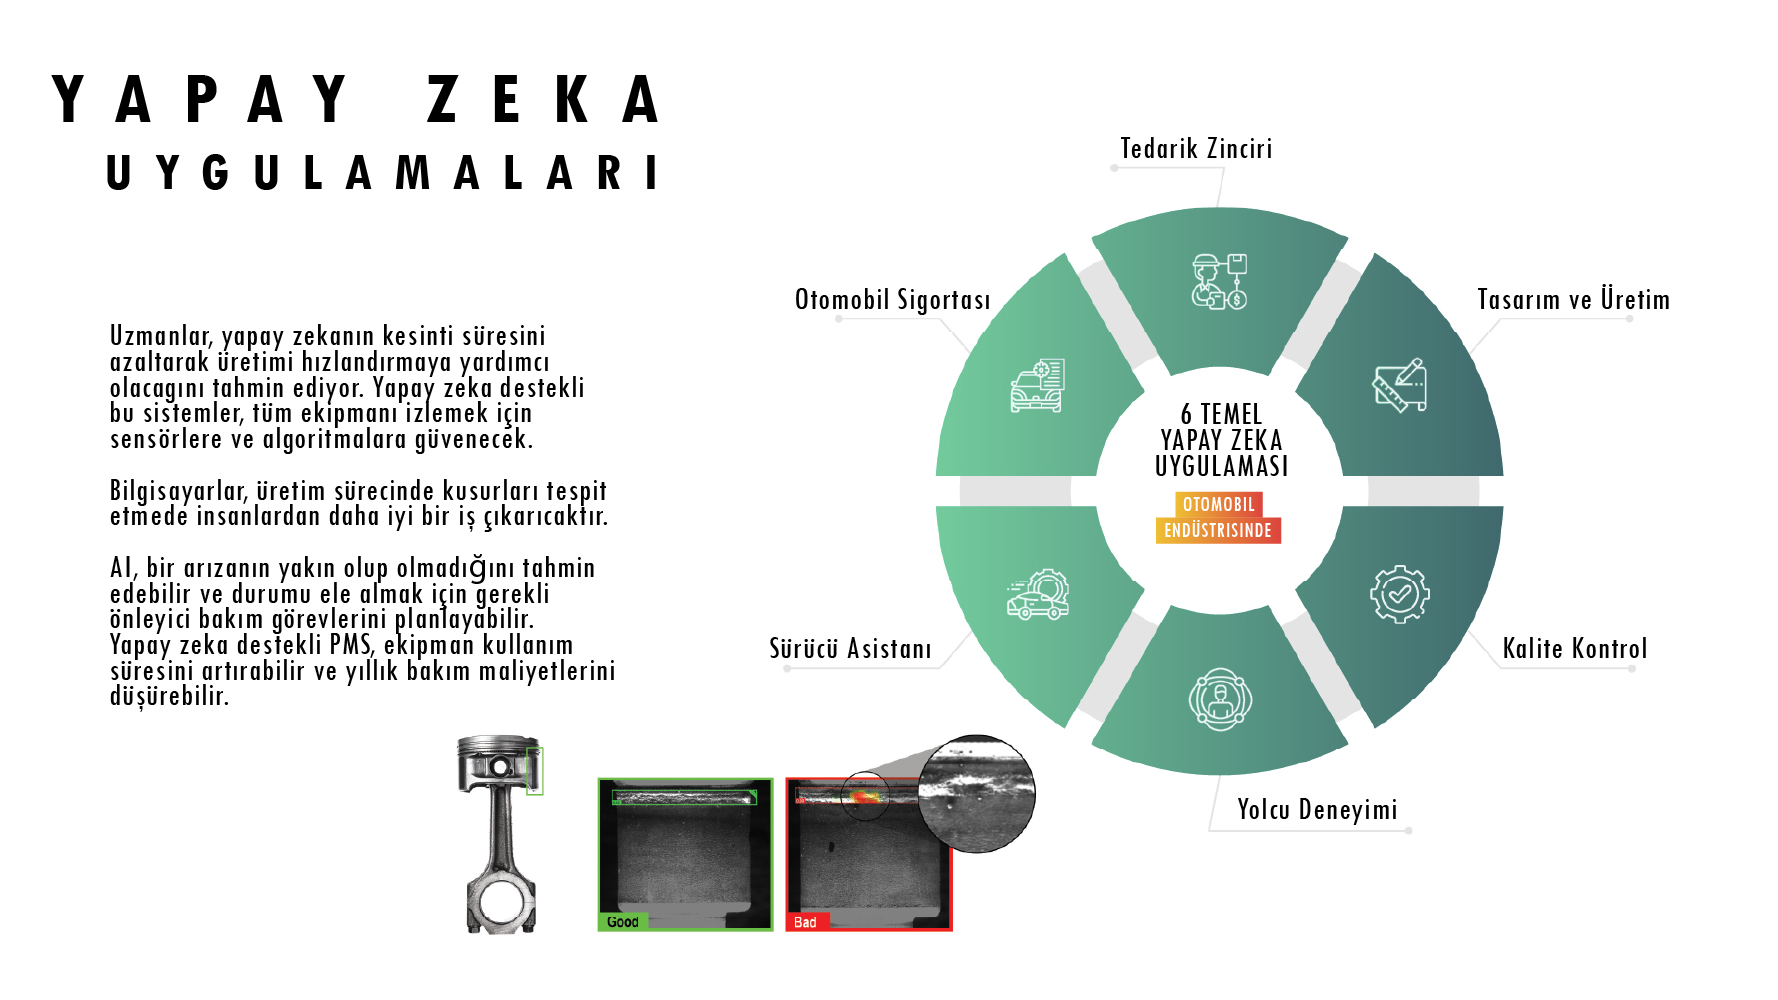 YAPAY ZEKA
UYGULAMALARI
Uzmanlar, yapay zekanın kesinti süresini
azaltarak üretimi hızlandırmaya yardımcı
olacagını tahmin ediyor. Yapay zeka destekli
bu sistemler, tüm ekipmanı izlemek için
sensörlere ve algoritmalara güvenecek.
Bilgisayarlar, üretim sürecinde kusurları tespit
etmede insanlardan daha iyi bir iş çıkarıcaktır.
AI, bir arızanın yakın olup olmadığını tahmin
edebilir ve durumu ele almak için gerekli
önleyici bakım görevlerini planlayabilir.
Yapay zeka destekli PMS, ekipman kullanım
süresini artırabilir ve yıllık bakım maliyetlerini
düşürebilir.
Good
Bad
Tedarik Zinciri
Otomobil Sigortası
Tasarım ve Üretim
6 TEMEL
YAPAY ZEKA
UYGULAMASI
OTOMOBIL
ENDÜSTRISINDE
Sürücü Asistanı
Kalite Kontrol
Yolcu Deneyimi